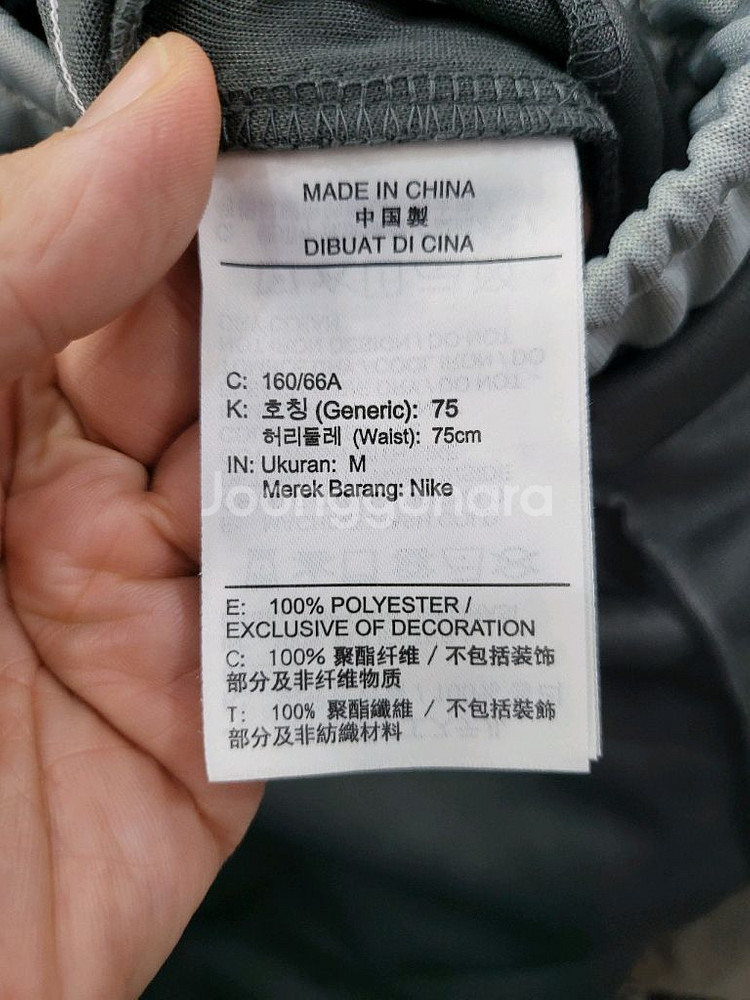 MADE IN CHINA
中国製
DIBUAT DI CINA
C: 160/66A
K: 호칭 (Generic): 75
허리둘레 (Waist): 75cm
IN: Ukuran: M
Merek Barang: Nike
Joonggonara
E: 100% POLYESTER /
EXCLUSIVE OF DECORATION
C: 100% 聚酯纤维 / 不包括装饰
部分及非纤维物质
T: 100% 聚酯纖維 / 不包括裝飾
部分及非紡織材料